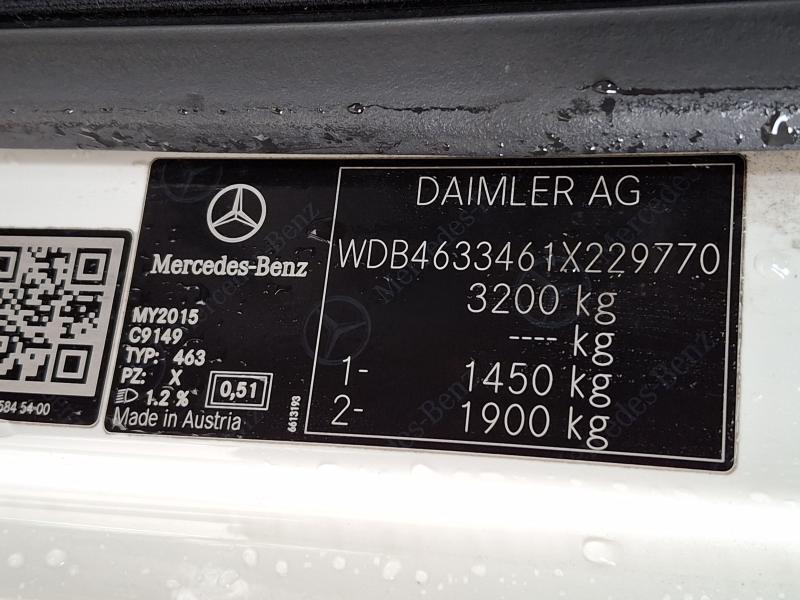 DAIMLER AG
Mercedes-Benz
WDB4633461X229770
3200 kg
---- kg
1- 1450 kg
2- 1900 kg
MY2015
C9149
TYP: 463
PZ: X
1.2 % 0,51
Made in Austria
6613193
584 54-00